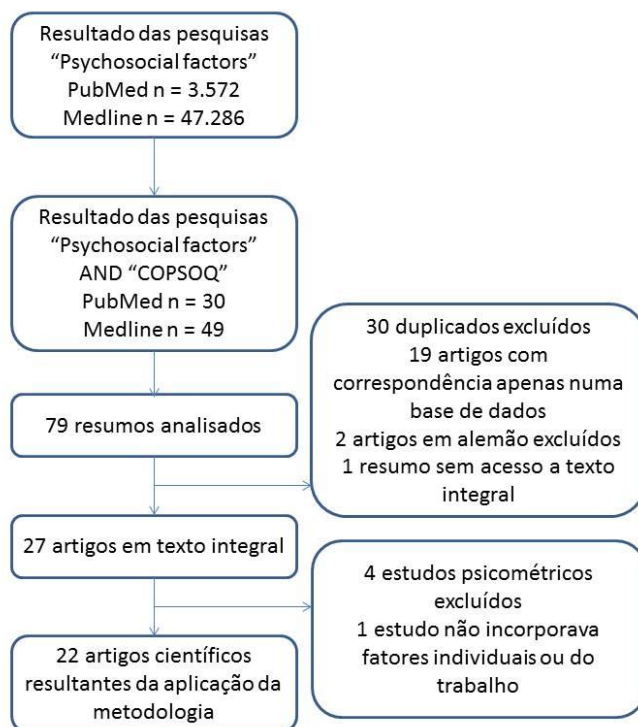 Resultado das pesquisas
“Psychosocial factors”
PubMed n = 3.572
Medline n = 47.286
Resultado das pesquisas
“Psychosocial factors”
AND “COPSOQ”
PubMed n = 30
Medline n = 49
30 duplicados excluídos
19 artigos com
correspondência apenas numa
base de dados
2 artigos em alemão excluídos
1 resumo sem acesso a texto
integral
79 resumos analisados
27 artigos em texto integral
4 estudos psicométricos
excluídos
1 estudo não incorporava
fatores individuais ou do
trabalho
22 artigos científicos
resultantes da aplicação da
metodologia